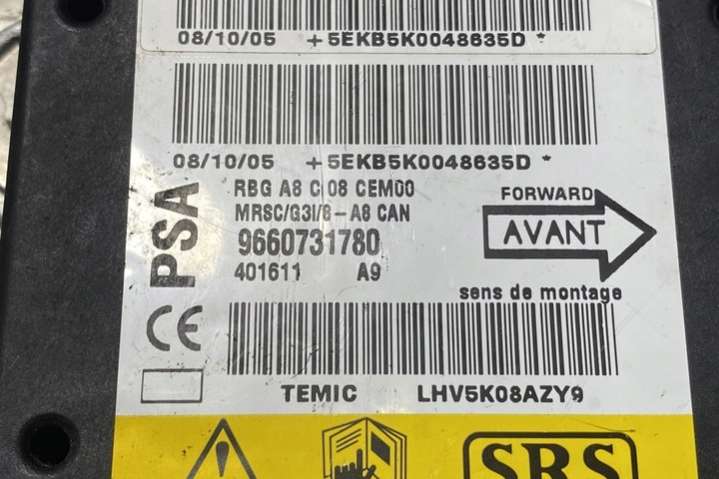 08/10/05 +5EKB5K0048635D *
08/10/05 +5EKB5K0048635D *
PSA
RBG A8 C08 CEM00
MRSC/G3I/8-A8 CAN
9660731780
401611 A9
FORWARD
AVANT
sens de montage
CE
TEMIC LHV5K08AZY9
SRS